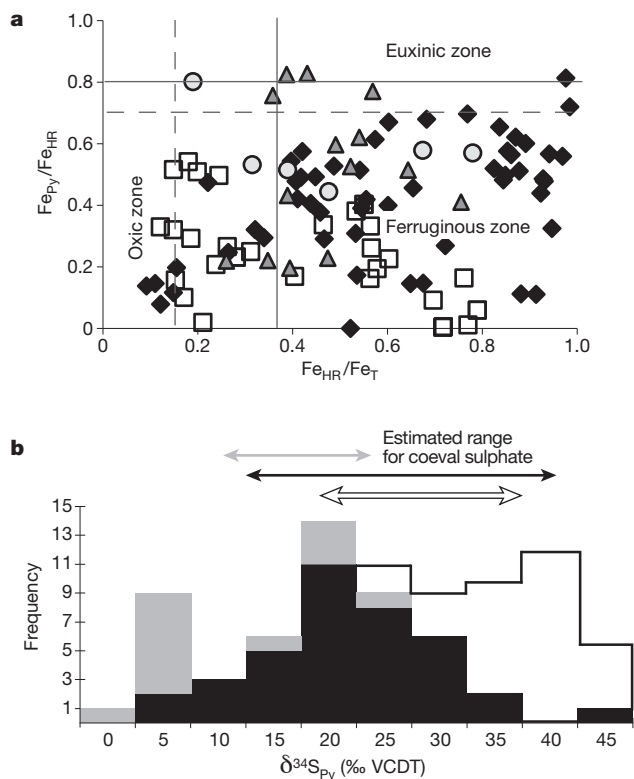 a
1.0
0.8
0.6
0.4
0.2
0
Fe_Py/Fe_HR
Euxinic zone
Oxic zone
Ferruginous zone
0
0.2
0.4
0.6
0.8
1.0
Fe_HR/Fe_T
b
Estimated range
for coeval sulphate
15
13
11
9
7
5
3
1
Frequency
0
5
10
15
20
25
30
35
40
45
δ³⁴S_Py (‰ VCDT)